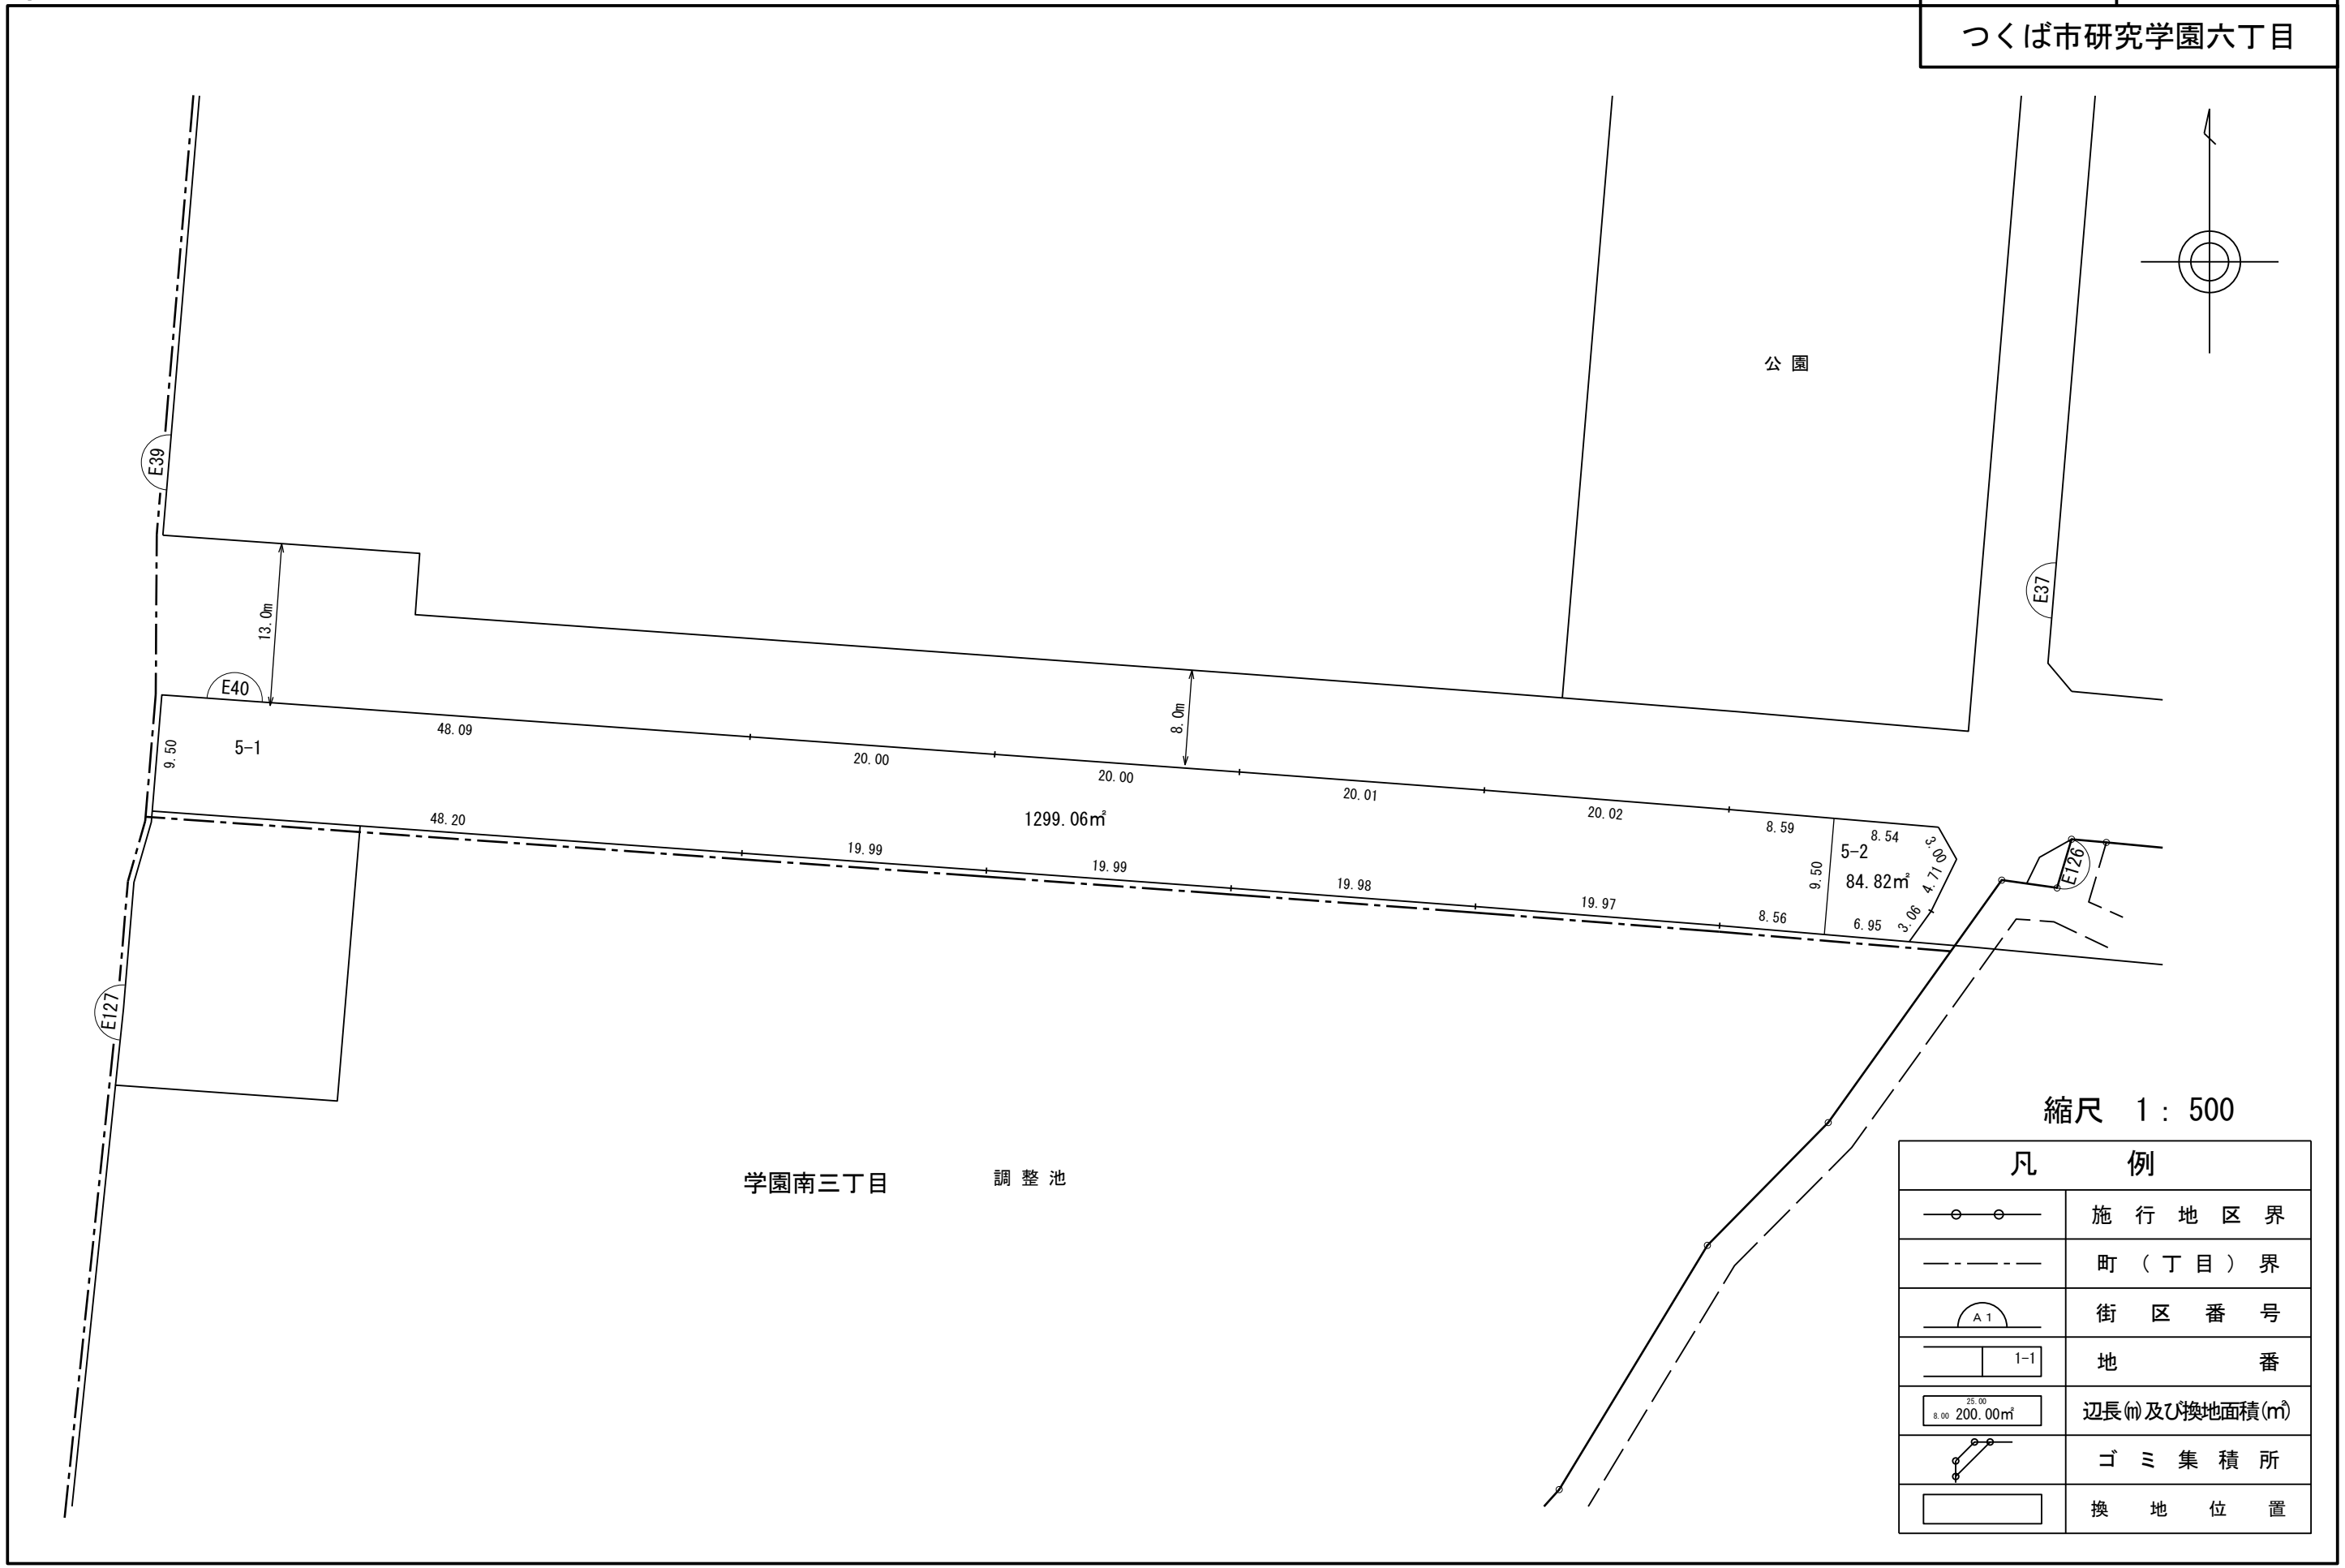 つくば市研究学園六丁目
公園
E39
E37
13.0m
8.0m
E40
48.09
9.50
5-1
20.00
20.00
20.01
20.02
8.59
8.54
3.00
5-2
84.82㎡
4.71
9.50
3.06
6.95
48.20
1299.06㎡
19.99
19.99
19.98
19.97
8.56
E126
E127
学園南三丁目
調整池
縮尺 1：500
凡例
施行地区界
町（丁目）界
A1
街区番号
1-1
地番
25.00
8.00 200.00㎡
辺長(m)及び換地面積(㎡)
ゴミ集積所
換地位置